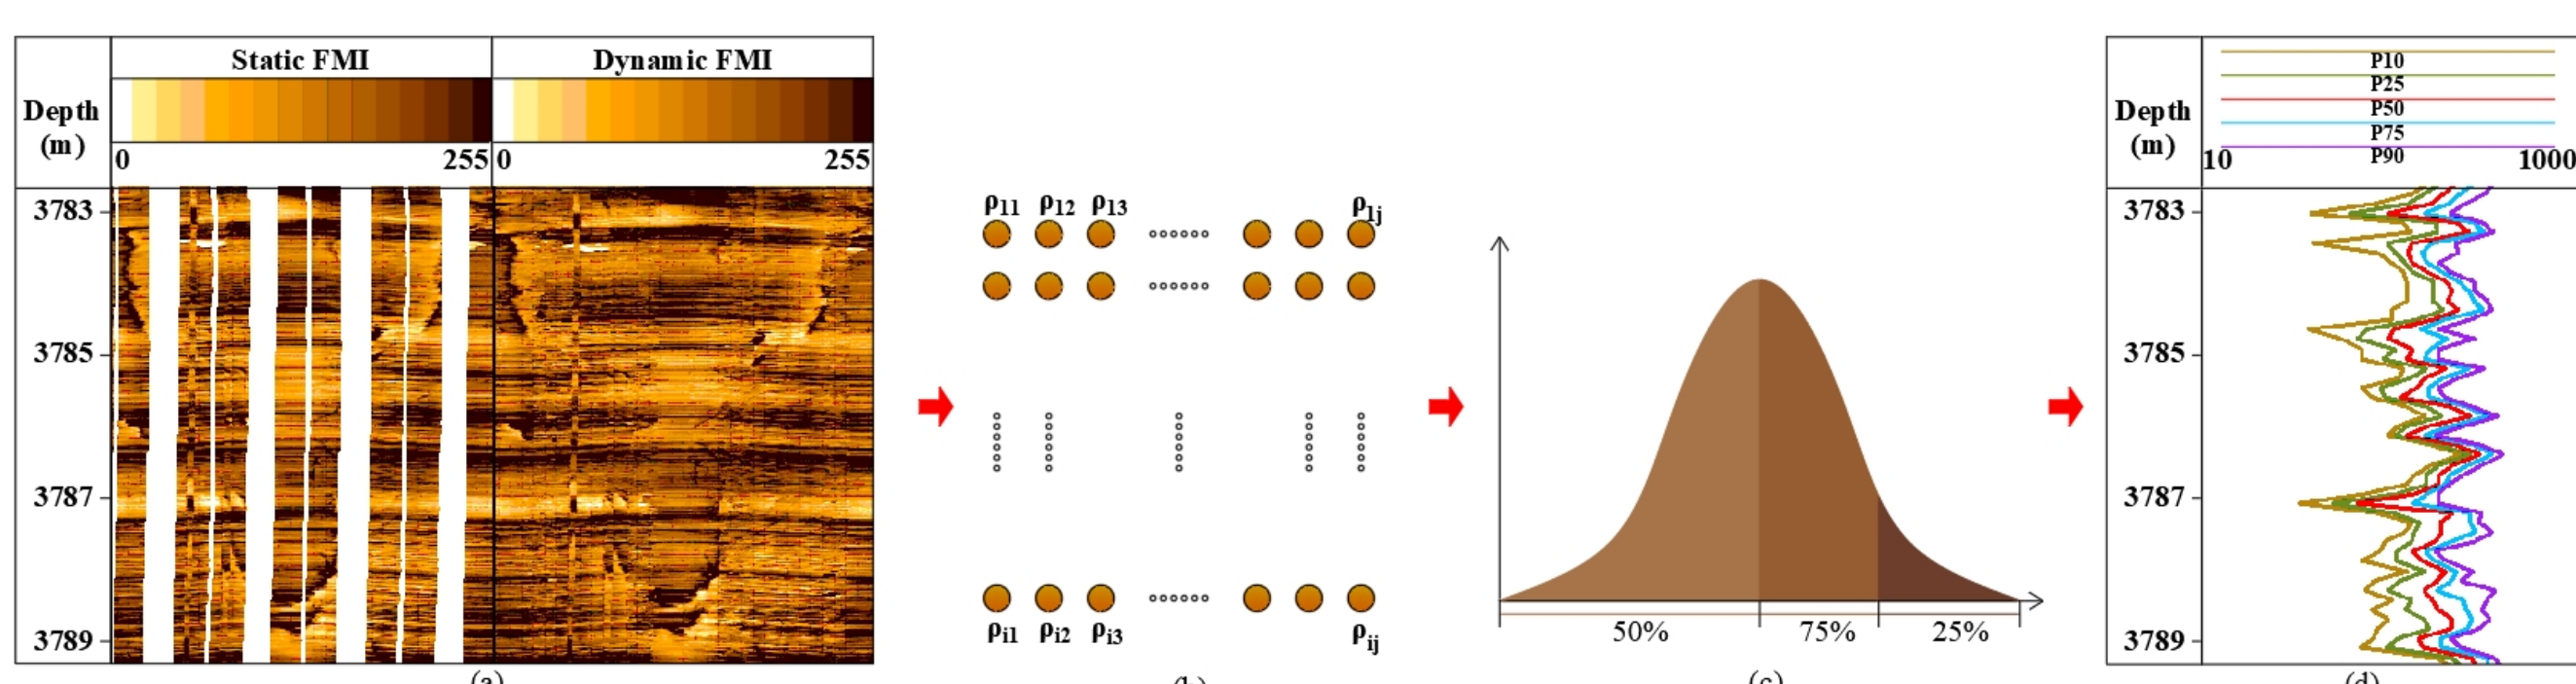 Static FMI
Dynamic FMI
Depth
(m)
0
255
0
255
3783
3785
3787
3789
(a)
ρ11 ρ12 ρ13 ρ1j
ρi1 ρi2 ρi3 ρij
(b)
50% 75% 25%
(c)
Depth
(m)
P10
P25
P50
P75
P90
10
1000
3783
3785
3787
3789
(d)